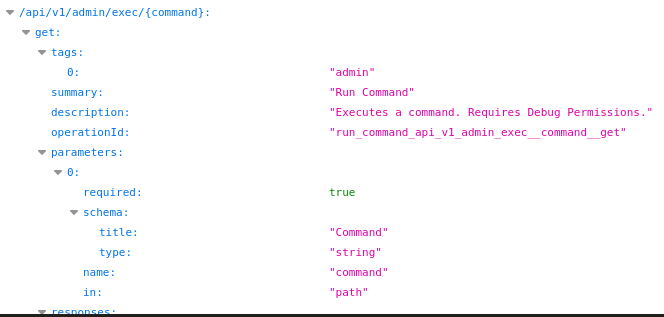 /api/v1/admin/exec/{command}:
get:
tags:
0: "admin"
summary: "Run Command"
description: "Executes a command. Requires Debug Permissions."
operationId: "run_command_api_v1_admin_exec__command__get"
parameters:
0:
required: true
schema:
title: "Command"
type: "string"
name: "command"
in: "path"
responses: